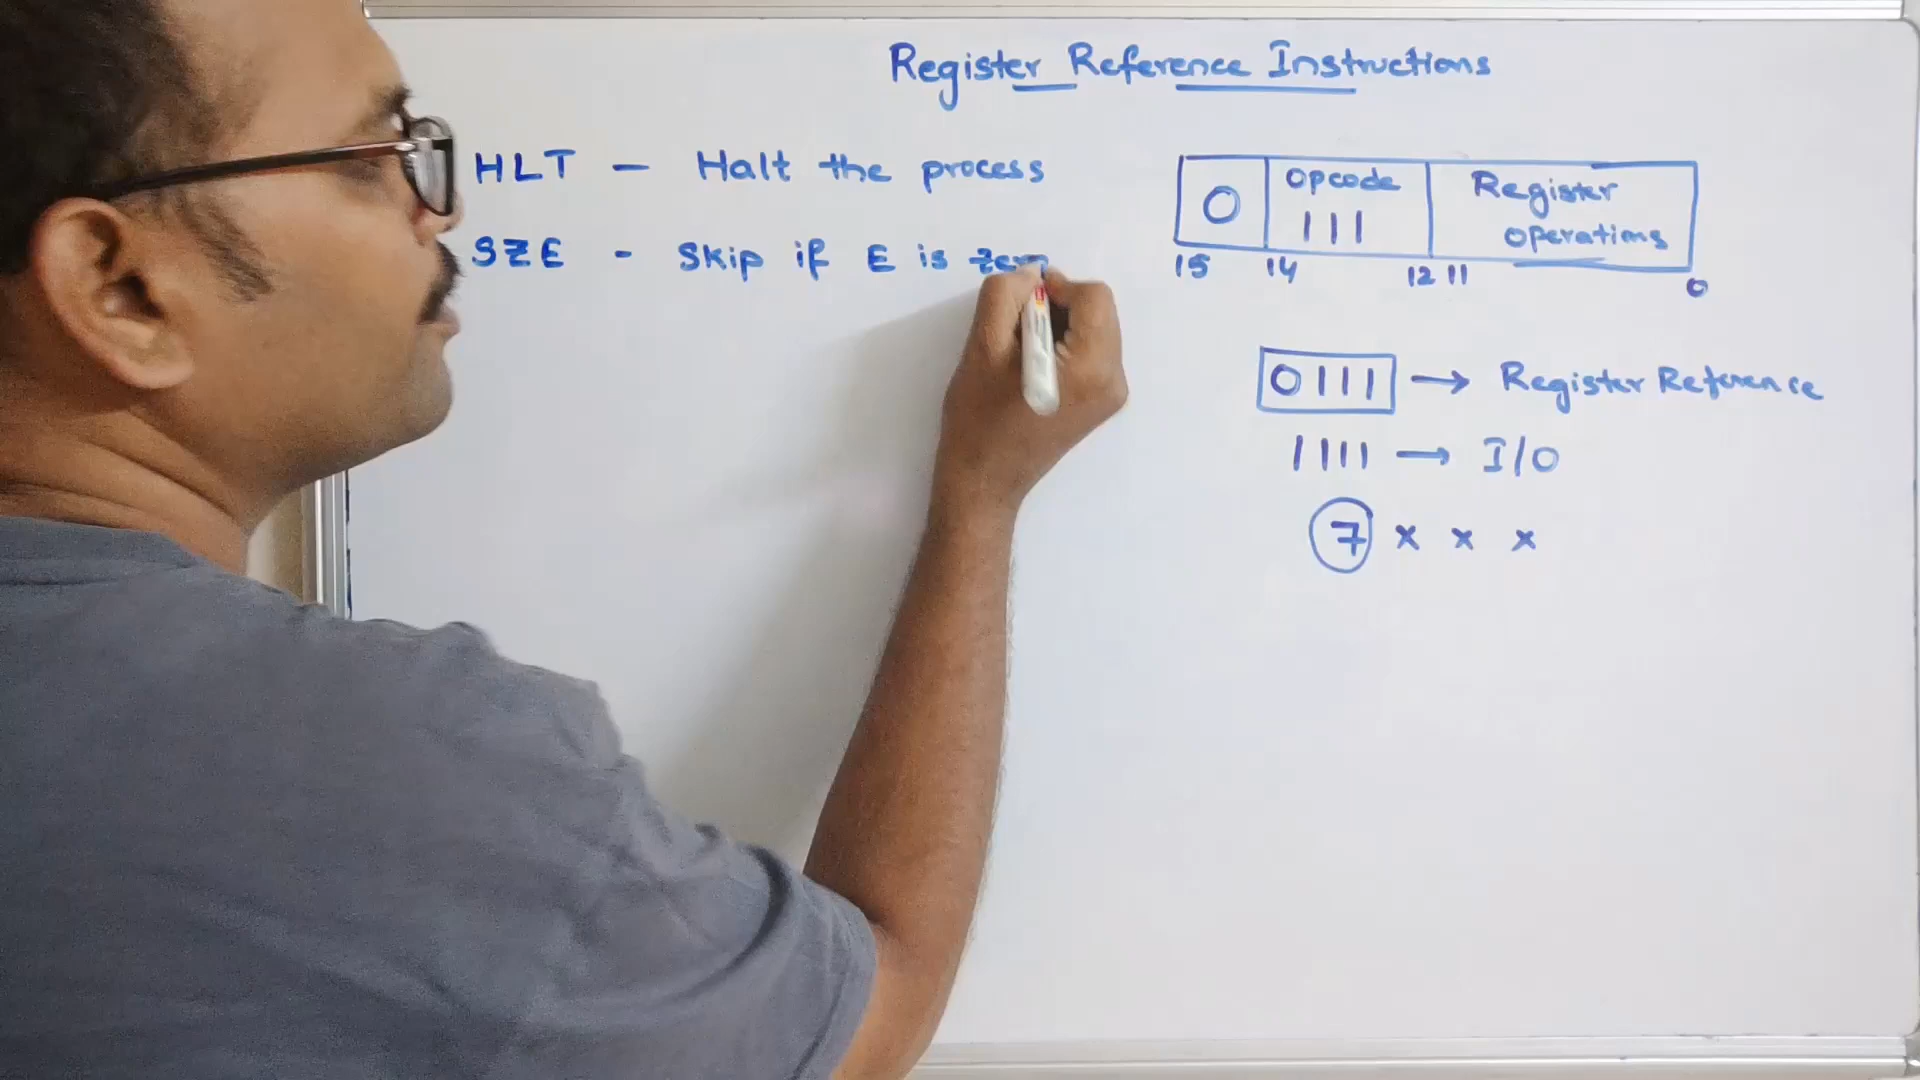 Register Reference Instructions
HLT — Halt the process
SZE - Skip if E is zero
0 opcode 111 Register operations
15 14 12 11 0
0111 → Register Reference
1111 → I/O
7 x x x